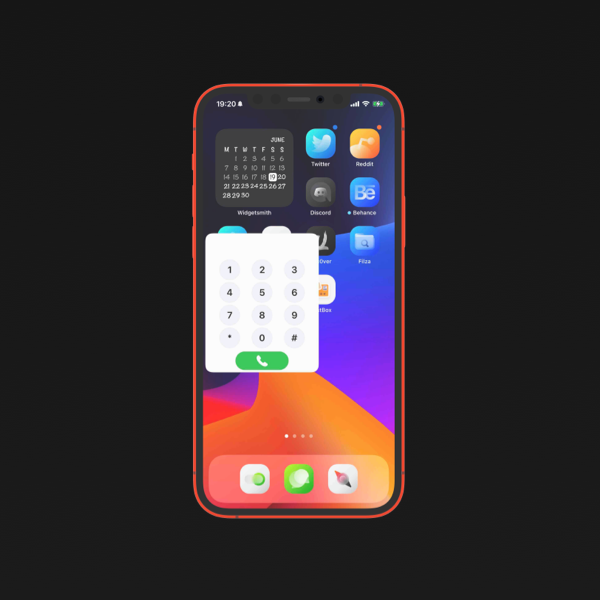 19:20
JUNE
M T W T F S S
1 2 3 4 5 6
7 8 9 10 11 12 13
14 15 16 17 18 19 20
21 22 23 24 25 26 27
28 29 30
Widgetsmith
Twitter
Reddit
Bē
Discord
Behance
Over
Filza
1 2 3
4 5 6
7 8 9
* 0 #